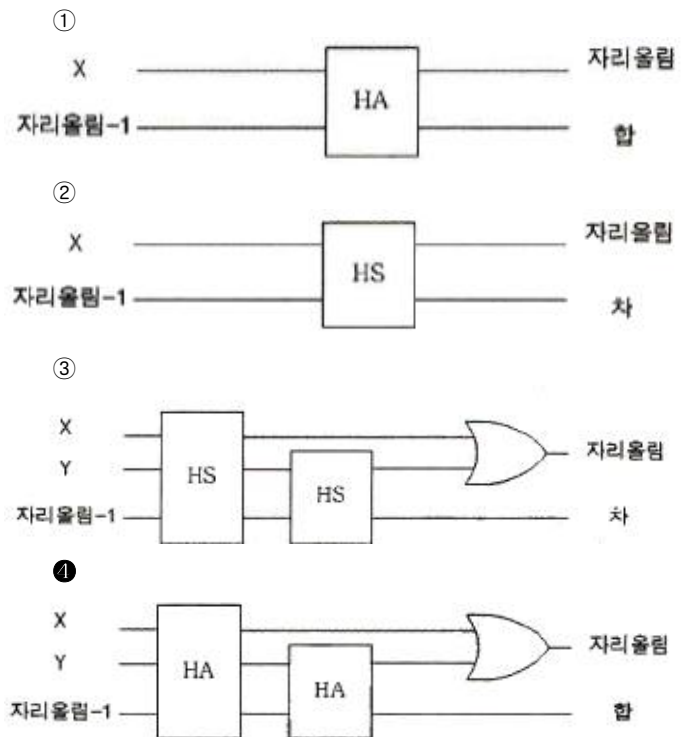 ①
X 자리올림
HA
자리올림-1 합
②
X 자리올림
HS
자리올림-1 차
③
X
Y HS HS 자리올림
자리올림-1 차
❹
X
Y HA HA 자리올림
자리올림-1 합